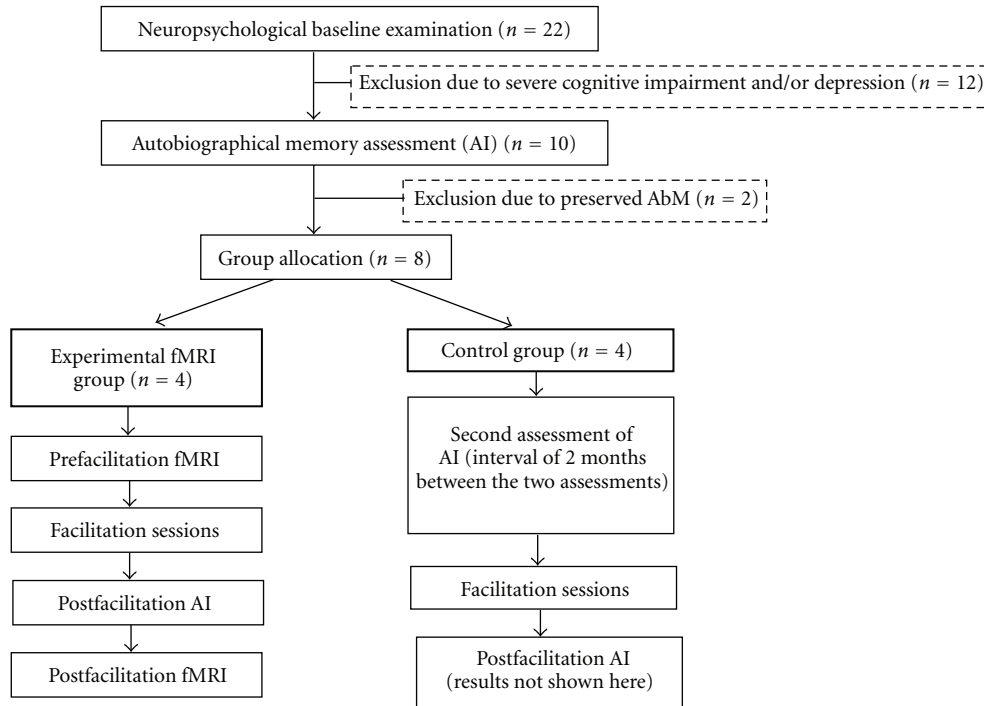 Neuropsychological baseline examination (n = 22)
Exclusion due to severe cognitive impairment and/or depression (n = 12)
Autobiographical memory assessment (AI) (n = 10)
Exclusion due to preserved AbM (n = 2)
Group allocation (n = 8)
Experimental fMRI
group (n = 4)
Prefacilitation fMRI
Facilitation sessions
Postfacilitation AI
Postfacilitation fMRI
Control group (n = 4)
Second assessment of
AI (interval of 2 months
between the two assessments)
Facilitation sessions
Postfacilitation AI
(results not shown here)